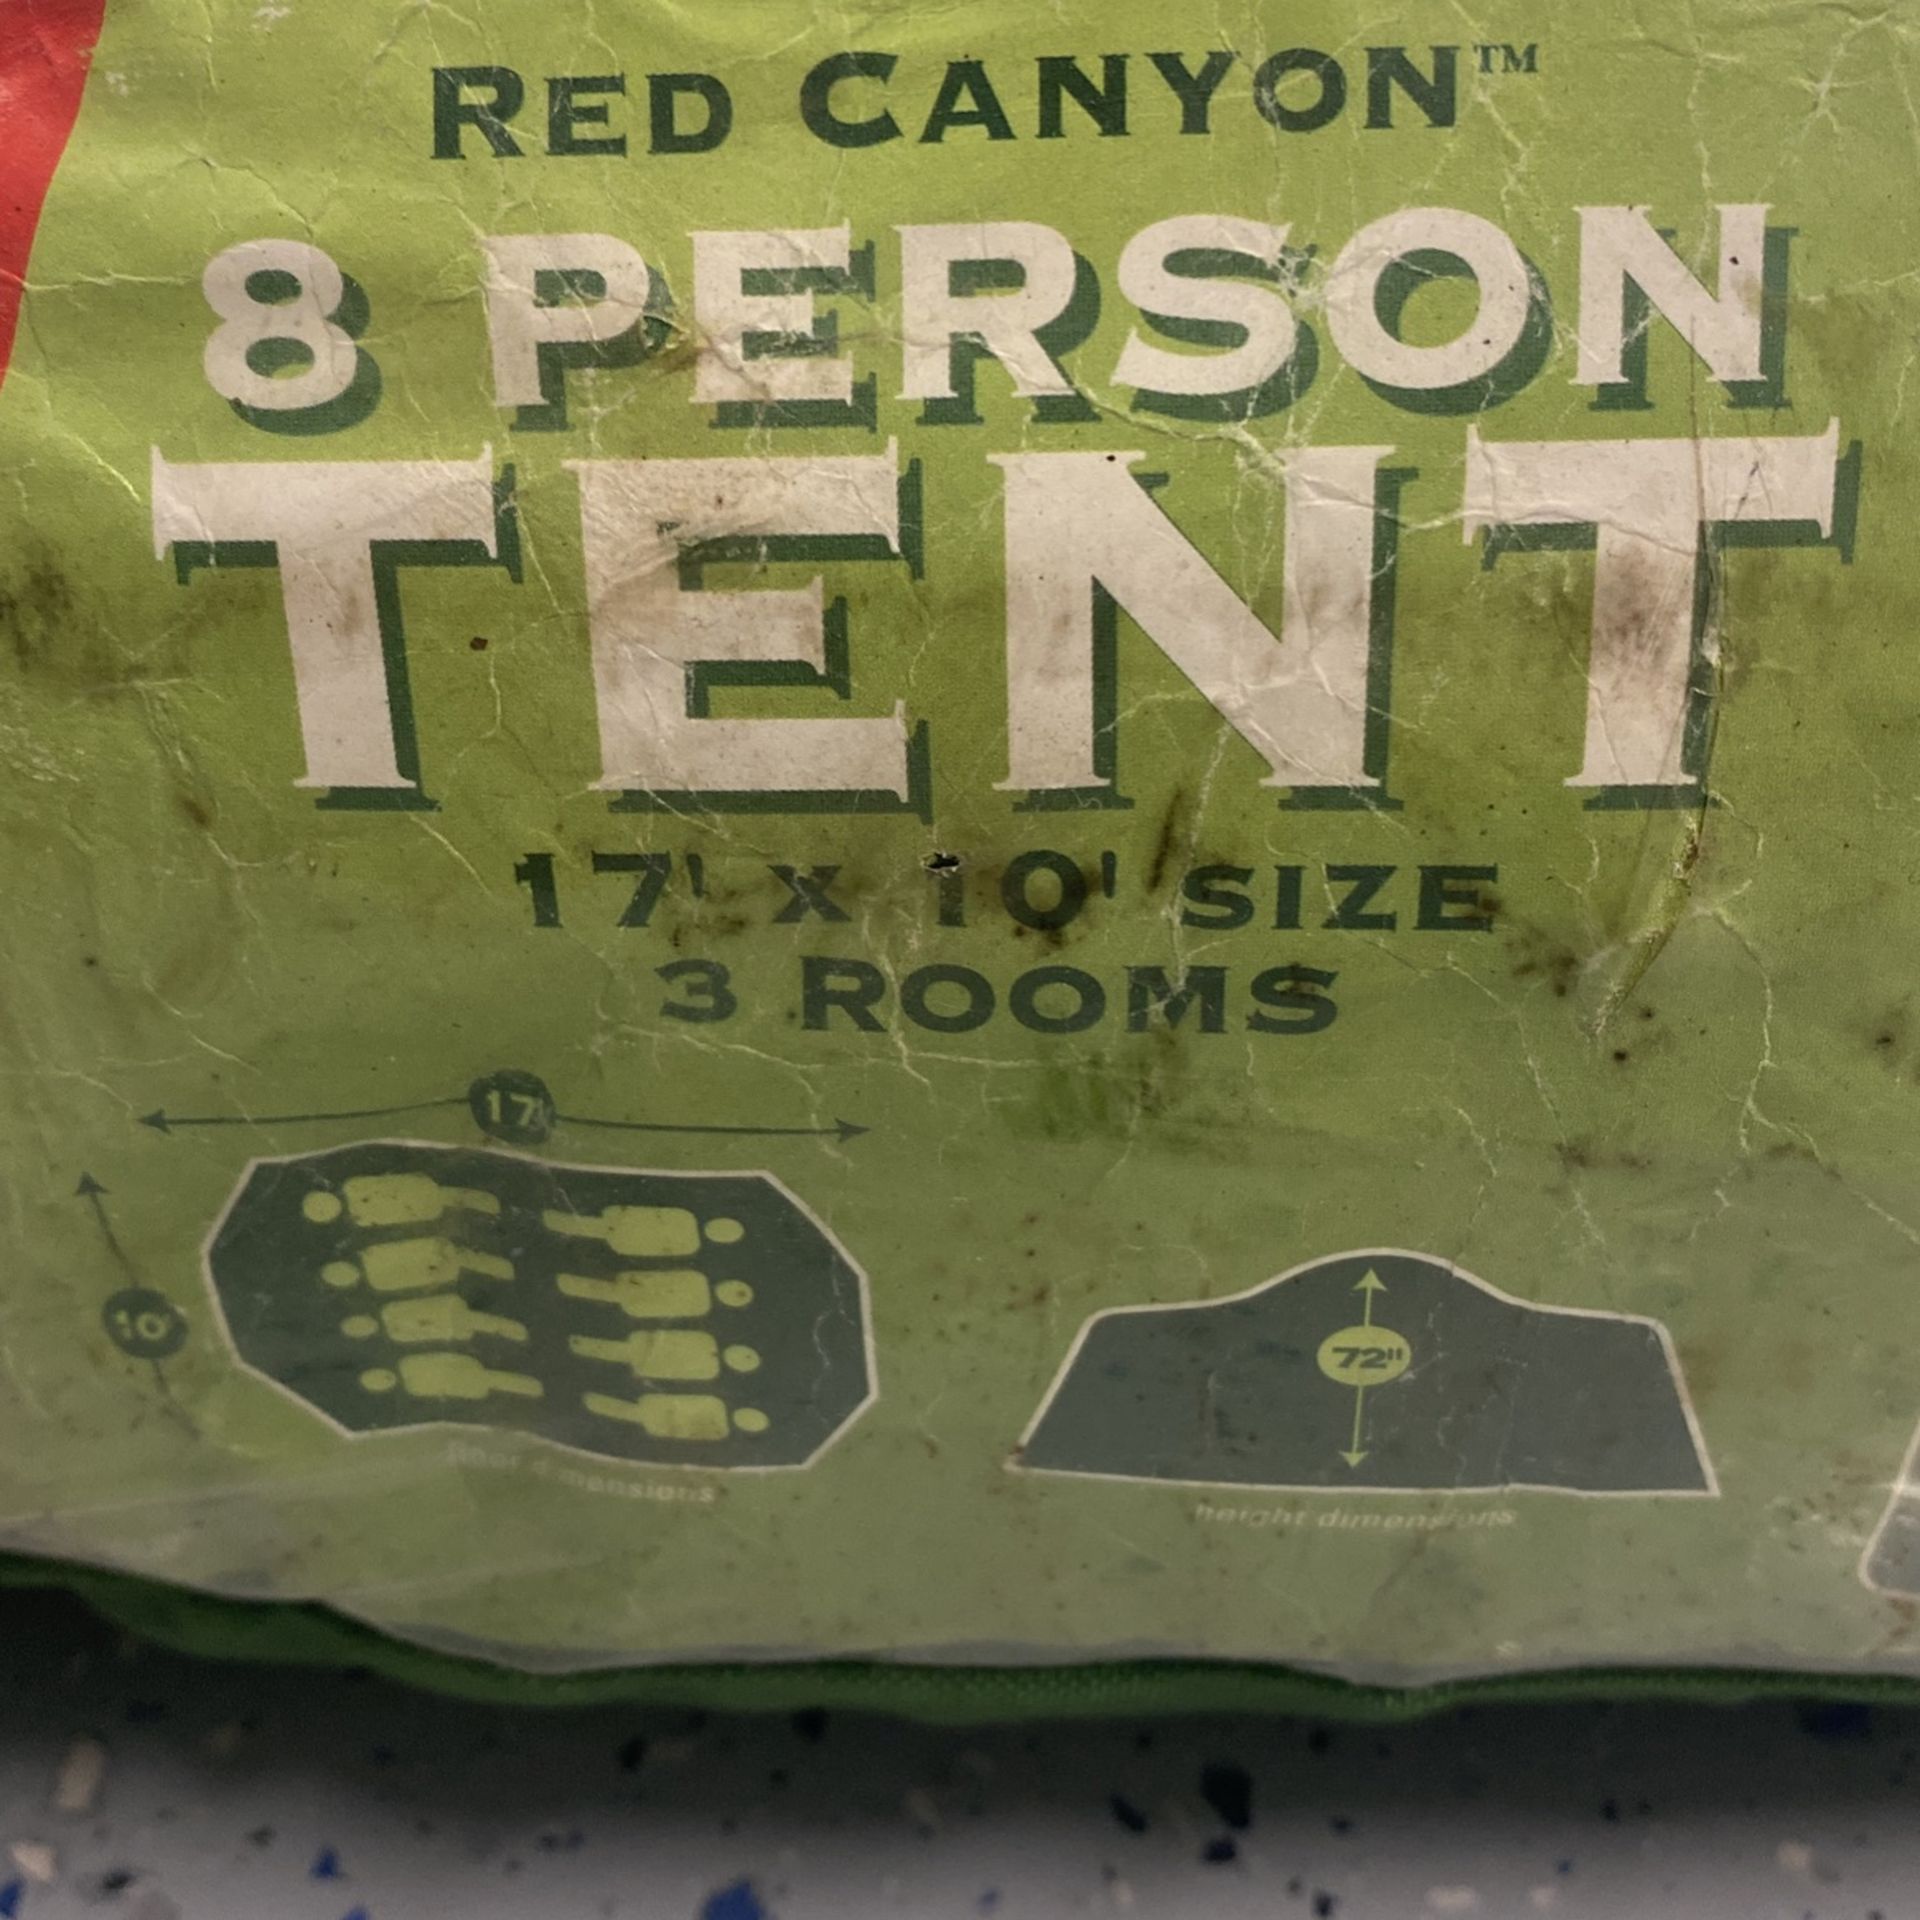 RED CANYON™
8 PERSON
TENT
17' X 10' SIZE
3 ROOMS
17'
10'
72"
floor dimensions
height dimensions